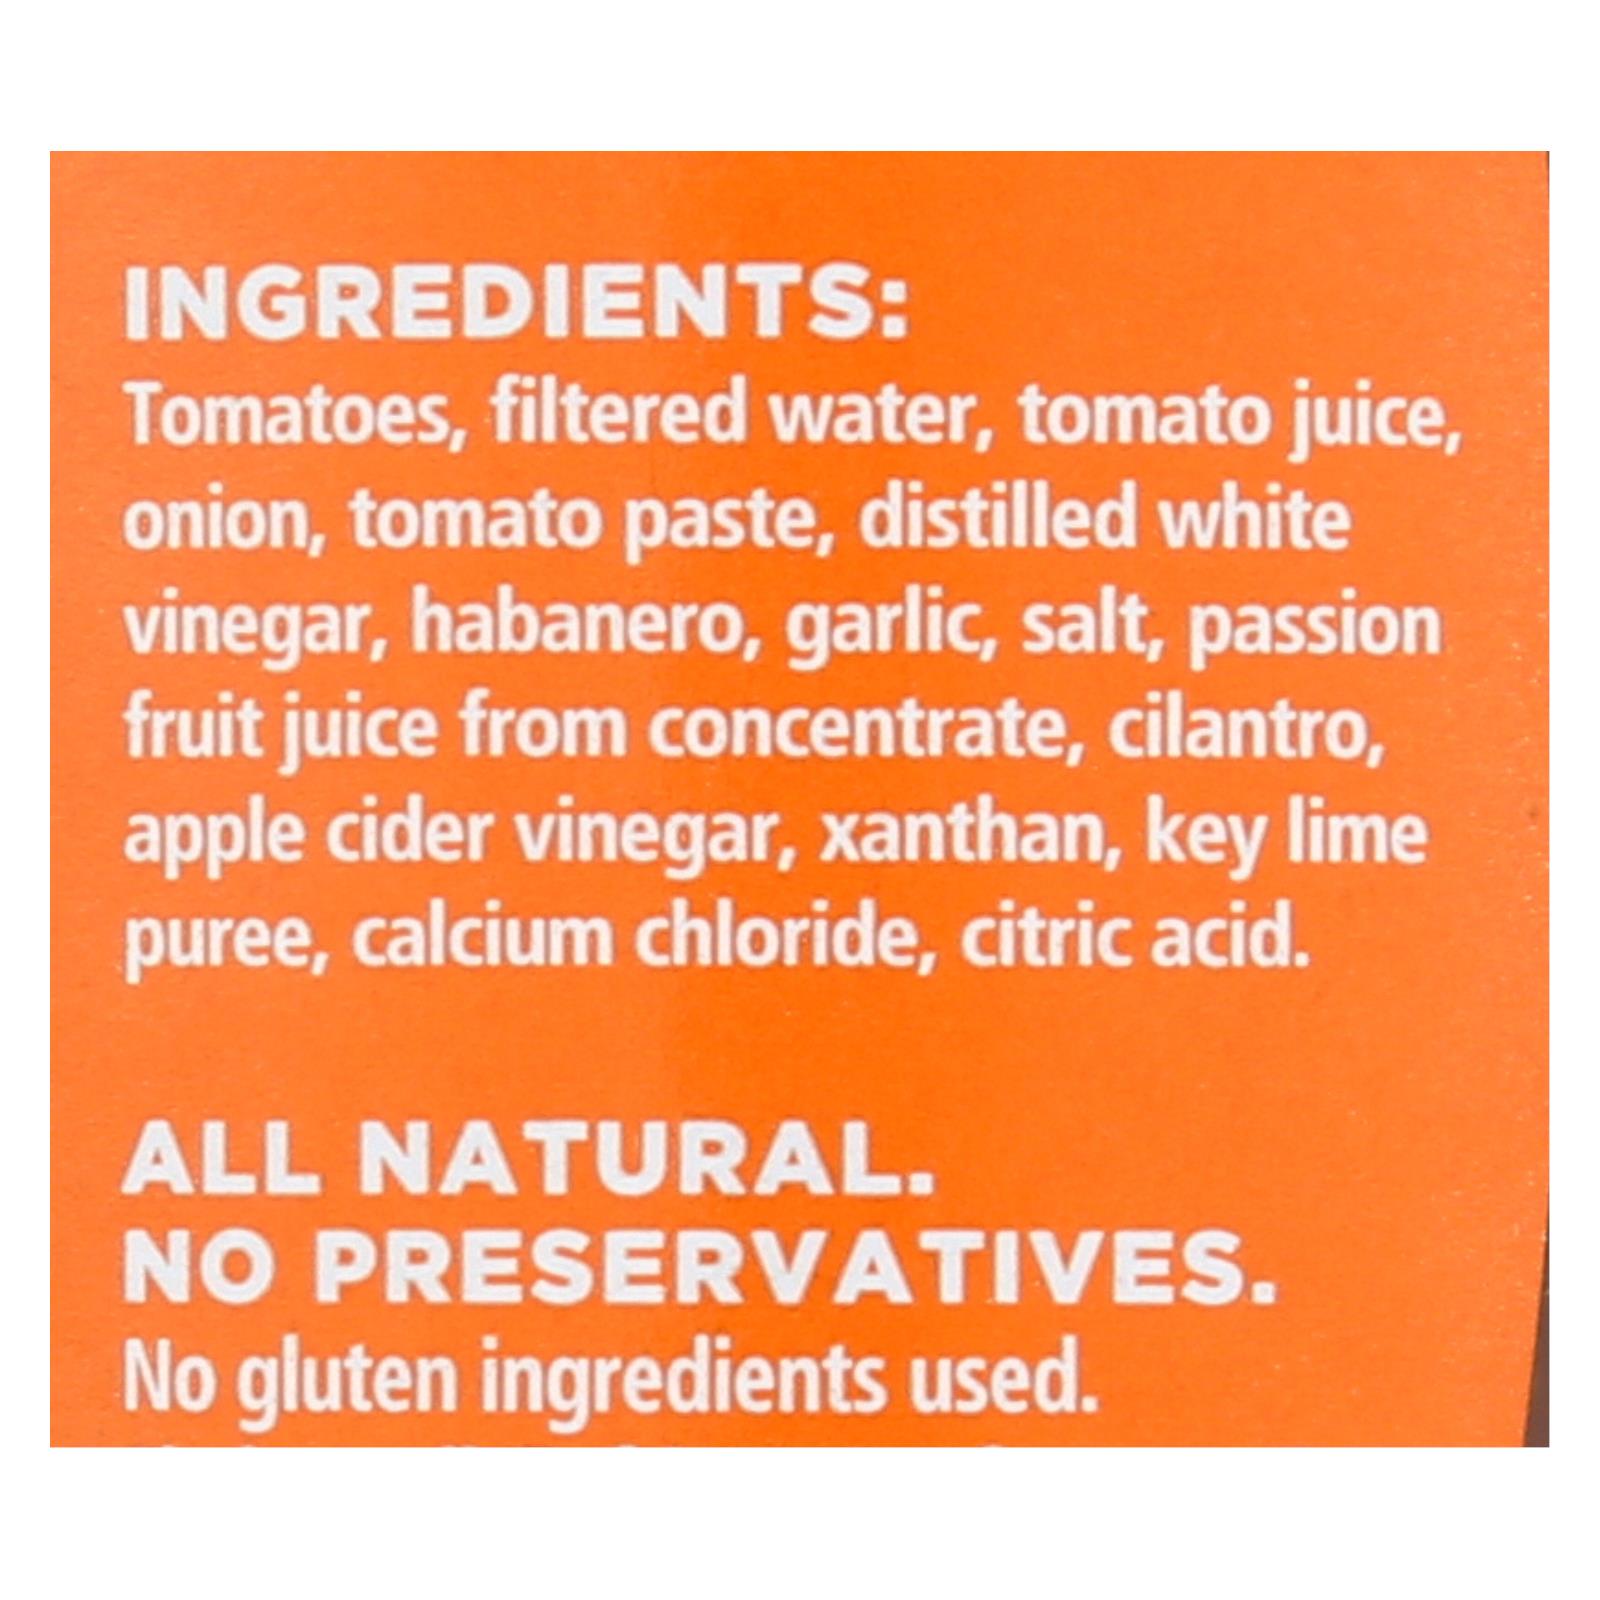 INGREDIENTS:
Tomatoes, filtered water, tomato juice,
onion, tomato paste, distilled white
vinegar, habanero, garlic, salt, passion
fruit juice from concentrate, cilantro,
apple cider vinegar, xanthan, key lime
puree, calcium chloride, citric acid.
ALL NATURAL.
NO PRESERVATIVES.
No gluten ingredients used.